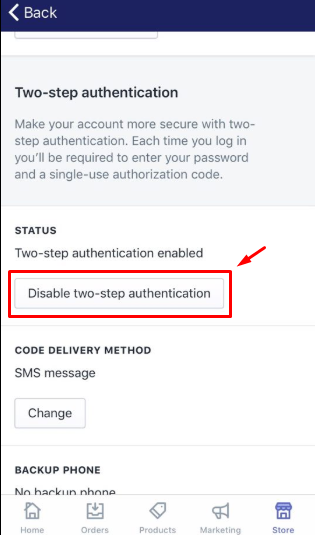 Back
Two-step authentication
Make your account more secure with two-
step authentication. Each time you log in
you'll be required to enter your password
and a single-use authorization code.
STATUS
Two-step authentication enabled
Disable two-step authentication
CODE DELIVERY METHOD
SMS message
Change
BACKUP PHONE
No backup phone
Home Orders Products Marketing Store